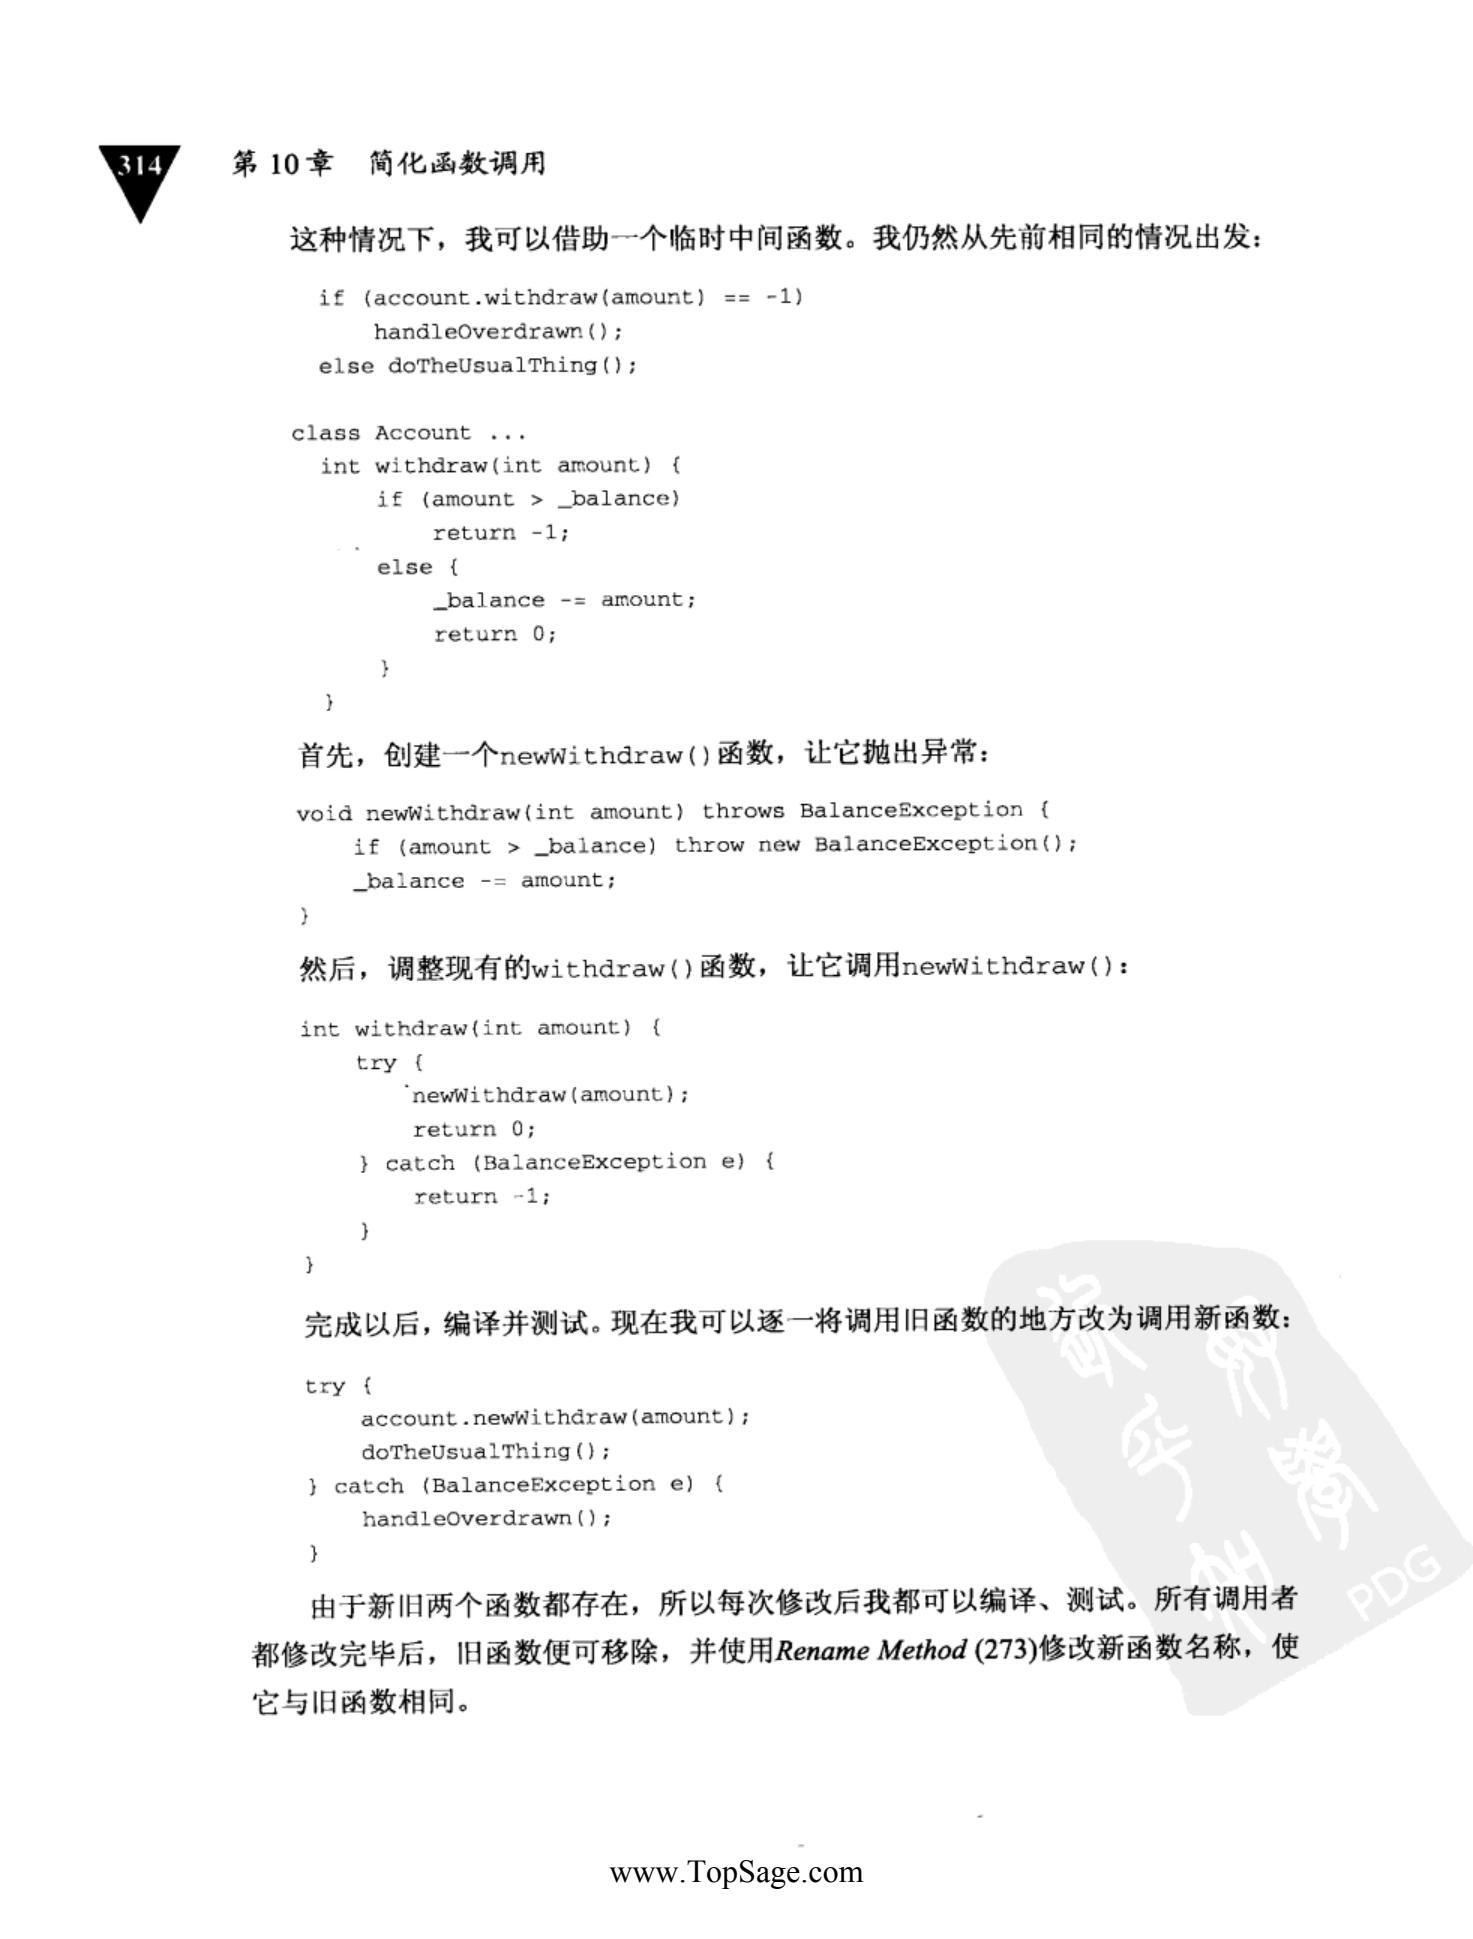 314
第 10 章 简化函数调用
这种情况下，我可以借助一个临时中间函数。我仍然从先前相同的情况出发：
if (account.withdraw(amount) == -1)
    handleOverdrawn();
else doTheUsualThing();
class Account ...
  int withdraw(int amount) {
      if (amount > _balance)
          return -1;
      else {
          _balance -= amount;
          return 0;
      }
  }
首先，创建一个newWithdraw()函数，让它抛出异常：
void newWithdraw(int amount) throws BalanceException {
    if (amount > _balance) throw new BalanceException();
    _balance -= amount;
}
然后，调整现有的withdraw()函数，让它调用newWithdraw()：
int withdraw(int amount) {
    try {
        newWithdraw(amount);
        return 0;
    } catch (BalanceException e) {
        return -1;
    }
}
完成以后，编译并测试。现在我可以逐一将调用旧函数的地方改为调用新函数：
try {
    account.newWithdraw(amount);
    doTheUsualThing();
} catch (BalanceException e) {
    handleOverdrawn();
}
由于新旧两个函数都存在，所以每次修改后我都可以编译、测试。所有调用者
都修改完毕后，旧函数便可移除，并使用Rename Method (273)修改新函数名称，使
它与旧函数相同。
PDG
www.TopSage.com